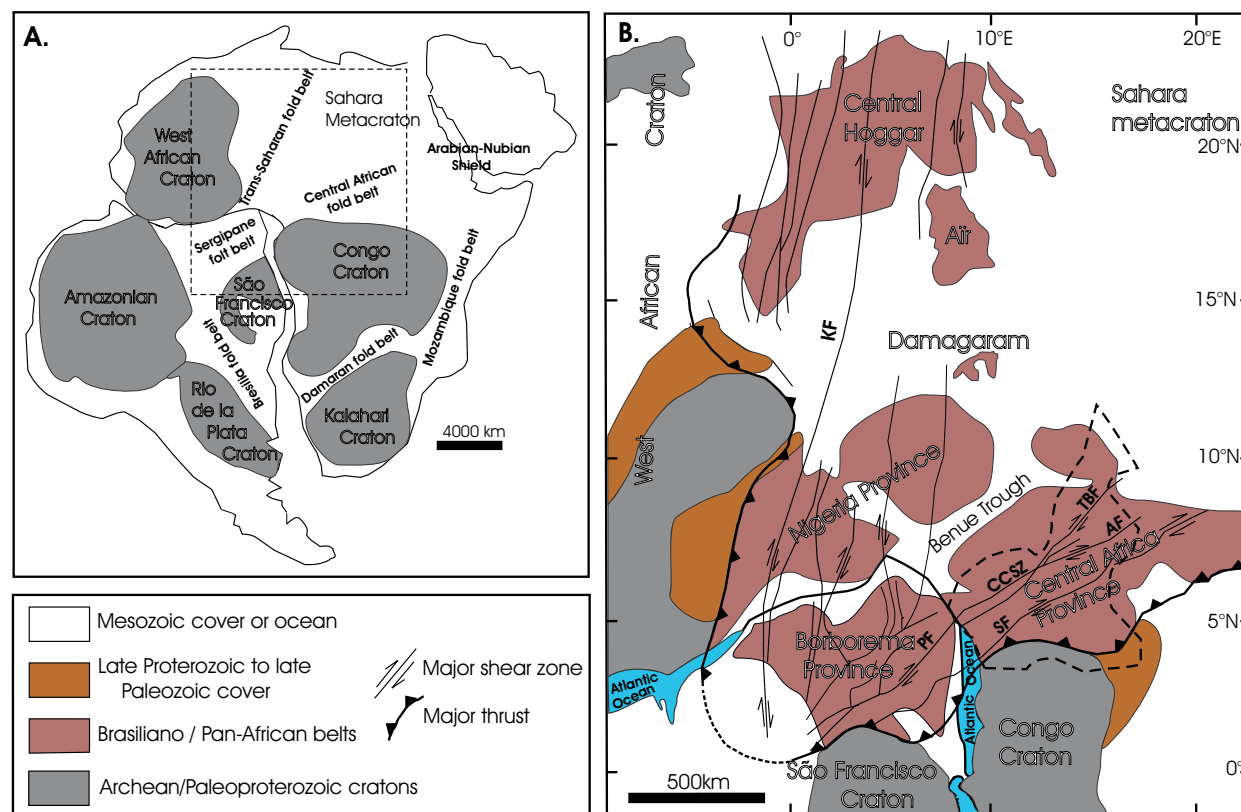 A.
West
African
Craton
Trans-Saharan fold belt
Sahara
Metacraton
Arabian-Nubian
Shield
Central African
fold belt
Sergipane
folt belt
Congo
Craton
São
Francisco
Craton
Amazonian
Craton
Bresilia fold belt
Damaran fold belt
Mozambique fold belt
Rio
de la
Plata
Craton
Kalahari
Craton
4000 km
Mesozoic cover or ocean
Late Proterozoic to late
Paleozoic cover
Brasiliano / Pan-African belts
Archean/Paleoproterozoic cratons
Major shear zone
Major thrust
B.
0°
10°E
20°E
West African Craton
Central
Hoggar
Sahara
metacraton
20°N
Aïr
15°N
KF
Damagaram
10°N
Nigeria Province
Benue Trough
TBF
AF
CCSZ
Central Africa
Province
SF
5°N
PF
Borborema
Province
Atlantic
Ocean
Atlantic Ocean
Congo
Craton
São Francisco
Craton
0°
500km